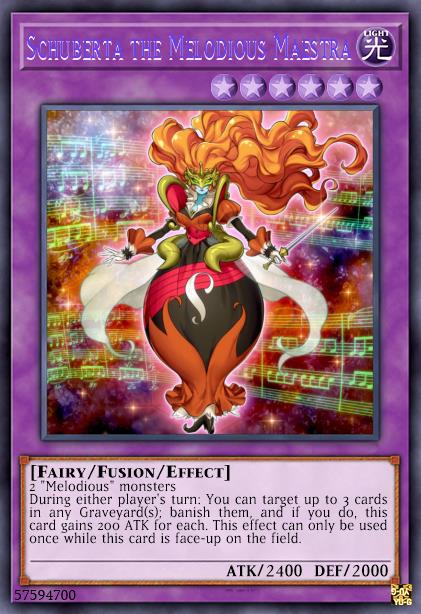 Schuberta the Melodious Maestra
LIGHT
光
[Fairy/Fusion/Effect]
2 "Melodious" monsters
During either player's turn: You can target up to 3 cards
in any Graveyard(s); banish them, and if you do, this
card gains 200 ATK for each. This effect can only be used
once while this card is face-up on the field.
ATK/2400 DEF/2000
57594700